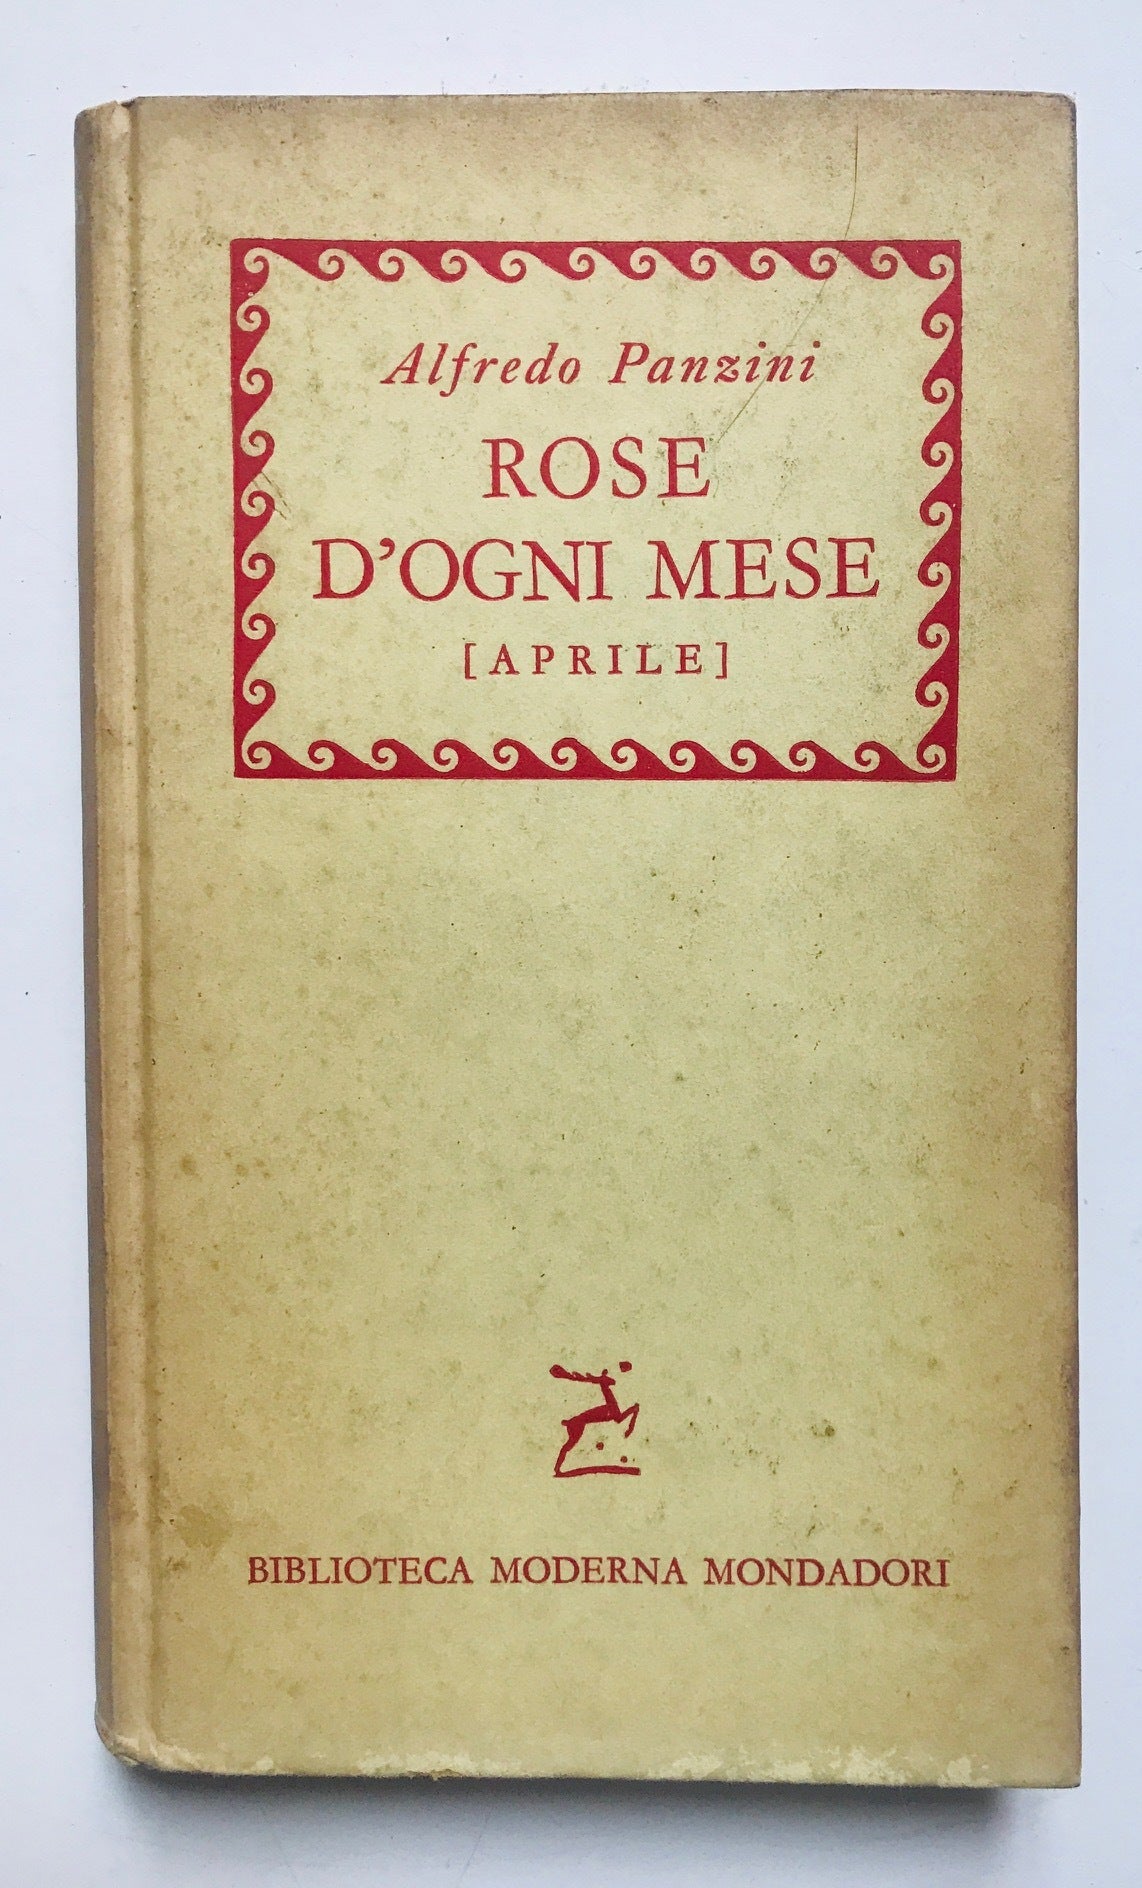 Alfredo Panzini
ROSE
D'OGNI MESE
[APRILE]
BIBLIOTECA MODERNA MONDADORI